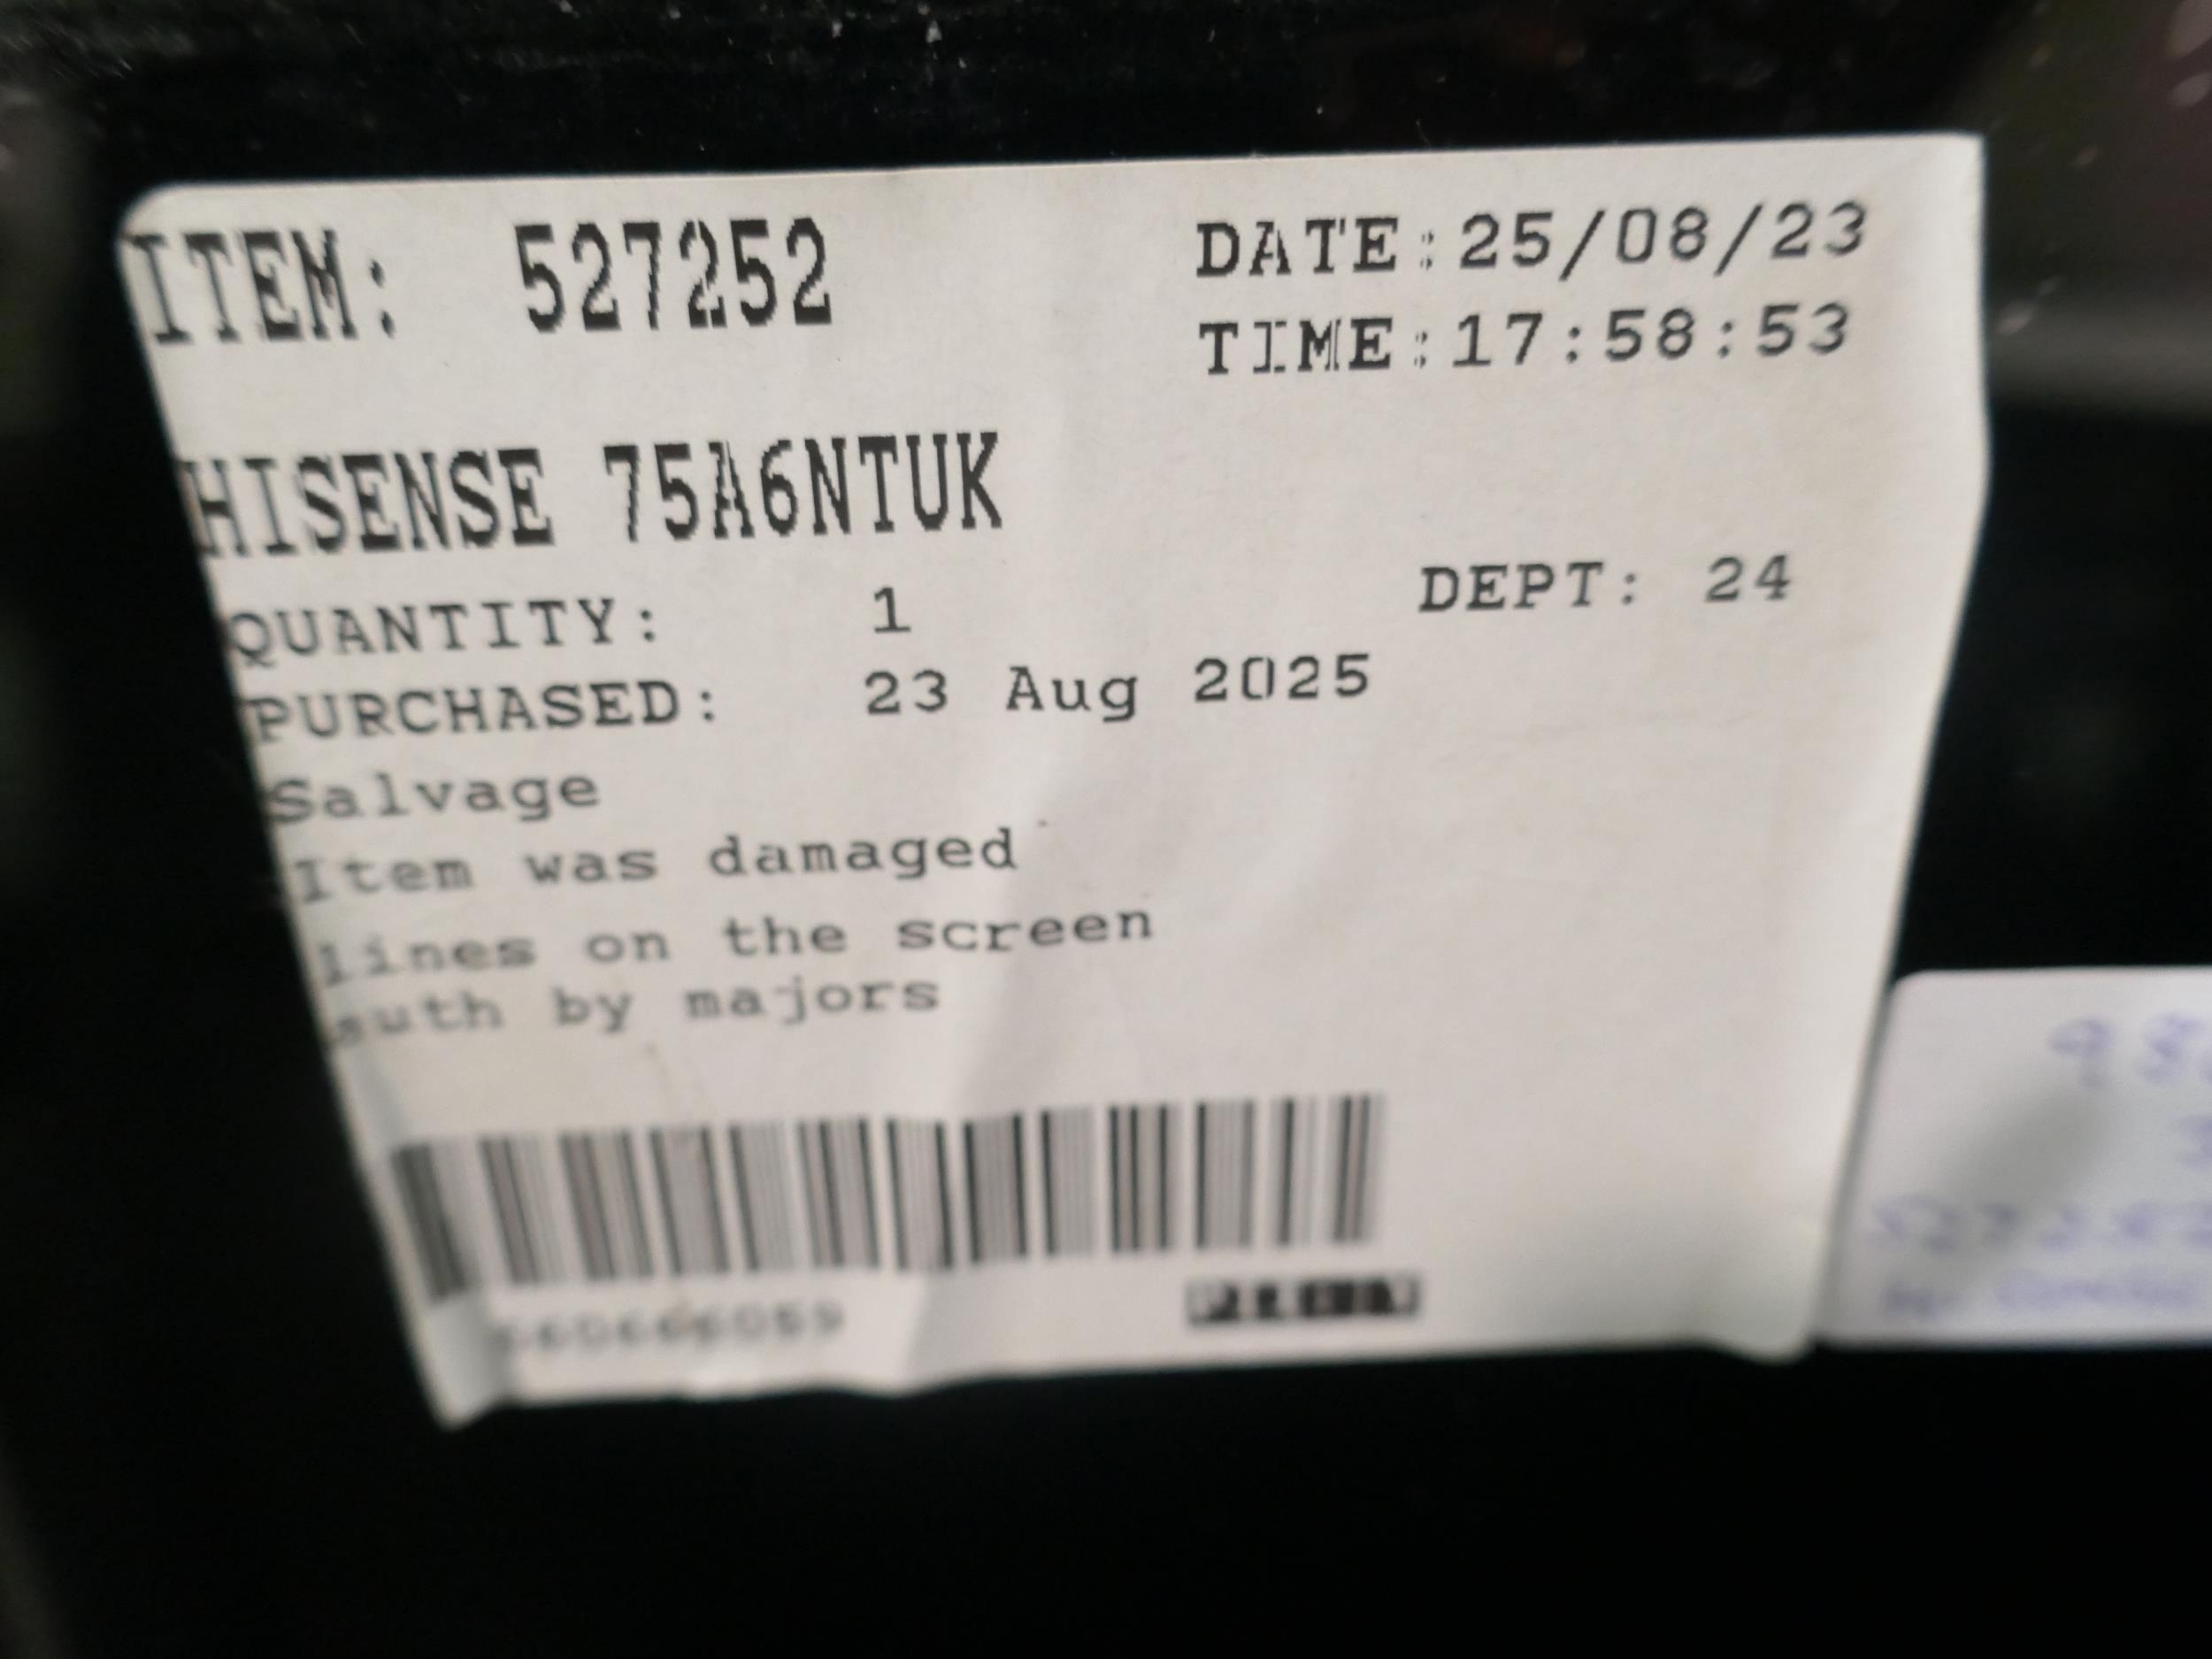 ITEM: 527252
DATE:25/08/23
TIME:17:58:53
HISENSE 75A6NTUK
QUANTITY: 1
DEPT: 24
PURCHASED: 23 Aug 2025
Salvage
Item was damaged
lines on the screen
auth by majors